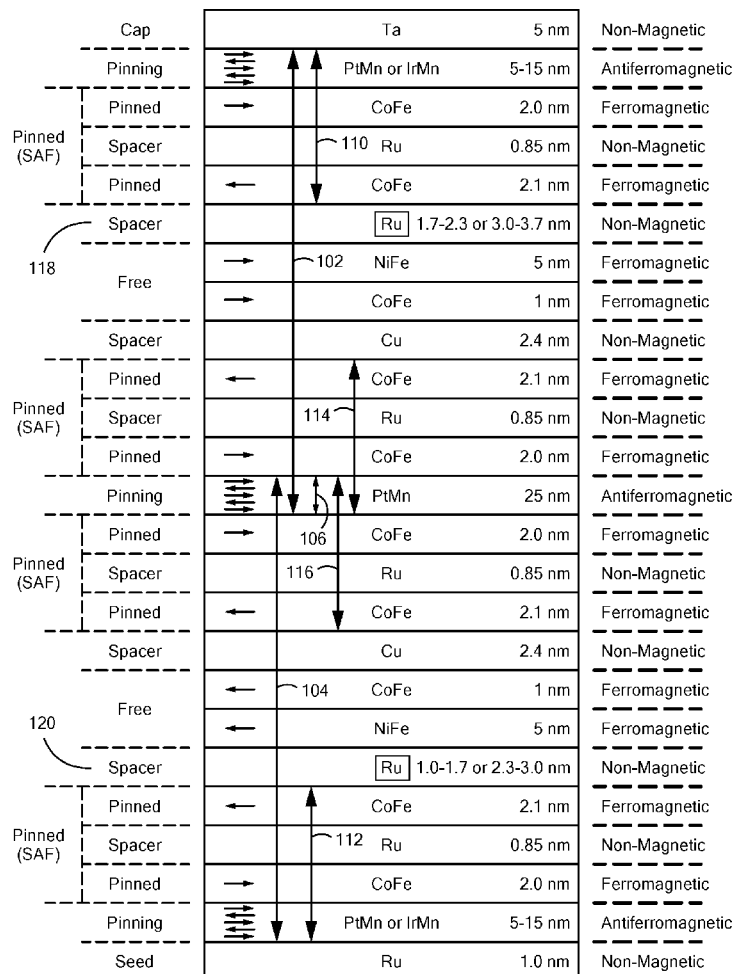 Cap Ta 5 nm Non-Magnetic
Pinning PtMn or IrMn 5-15 nm Antiferromagnetic
Pinned CoFe 2.0 nm Ferromagnetic
Pinned (SAF) Spacer 110 Ru 0.85 nm Non-Magnetic
Pinned CoFe 2.1 nm Ferromagnetic
118 Spacer Ru 1.7-2.3 or 3.0-3.7 nm Non-Magnetic
102 NiFe 5 nm Ferromagnetic
Free
CoFe 1 nm Ferromagnetic
Spacer Cu 2.4 nm Non-Magnetic
Pinned CoFe 2.1 nm Ferromagnetic
Pinned (SAF) Spacer 114 Ru 0.85 nm Non-Magnetic
Pinned CoFe 2.0 nm Ferromagnetic
Pinning PtMn 25 nm Antiferromagnetic
Pinned 106 CoFe 2.0 nm Ferromagnetic
Pinned (SAF) Spacer 116 Ru 0.85 nm Non-Magnetic
Pinned CoFe 2.1 nm Ferromagnetic
Spacer Cu 2.4 nm Non-Magnetic
104 CoFe 1 nm Ferromagnetic
Free
NiFe 5 nm Ferromagnetic
120 Spacer Ru 1.0-1.7 or 2.3-3.0 nm Non-Magnetic
Pinned CoFe 2.1 nm Ferromagnetic
Pinned (SAF) Spacer 112 Ru 0.85 nm Non-Magnetic
Pinned CoFe 2.0 nm Ferromagnetic
Pinning PtMn or IrMn 5-15 nm Antiferromagnetic
Seed Ru 1.0 nm Non-Magnetic